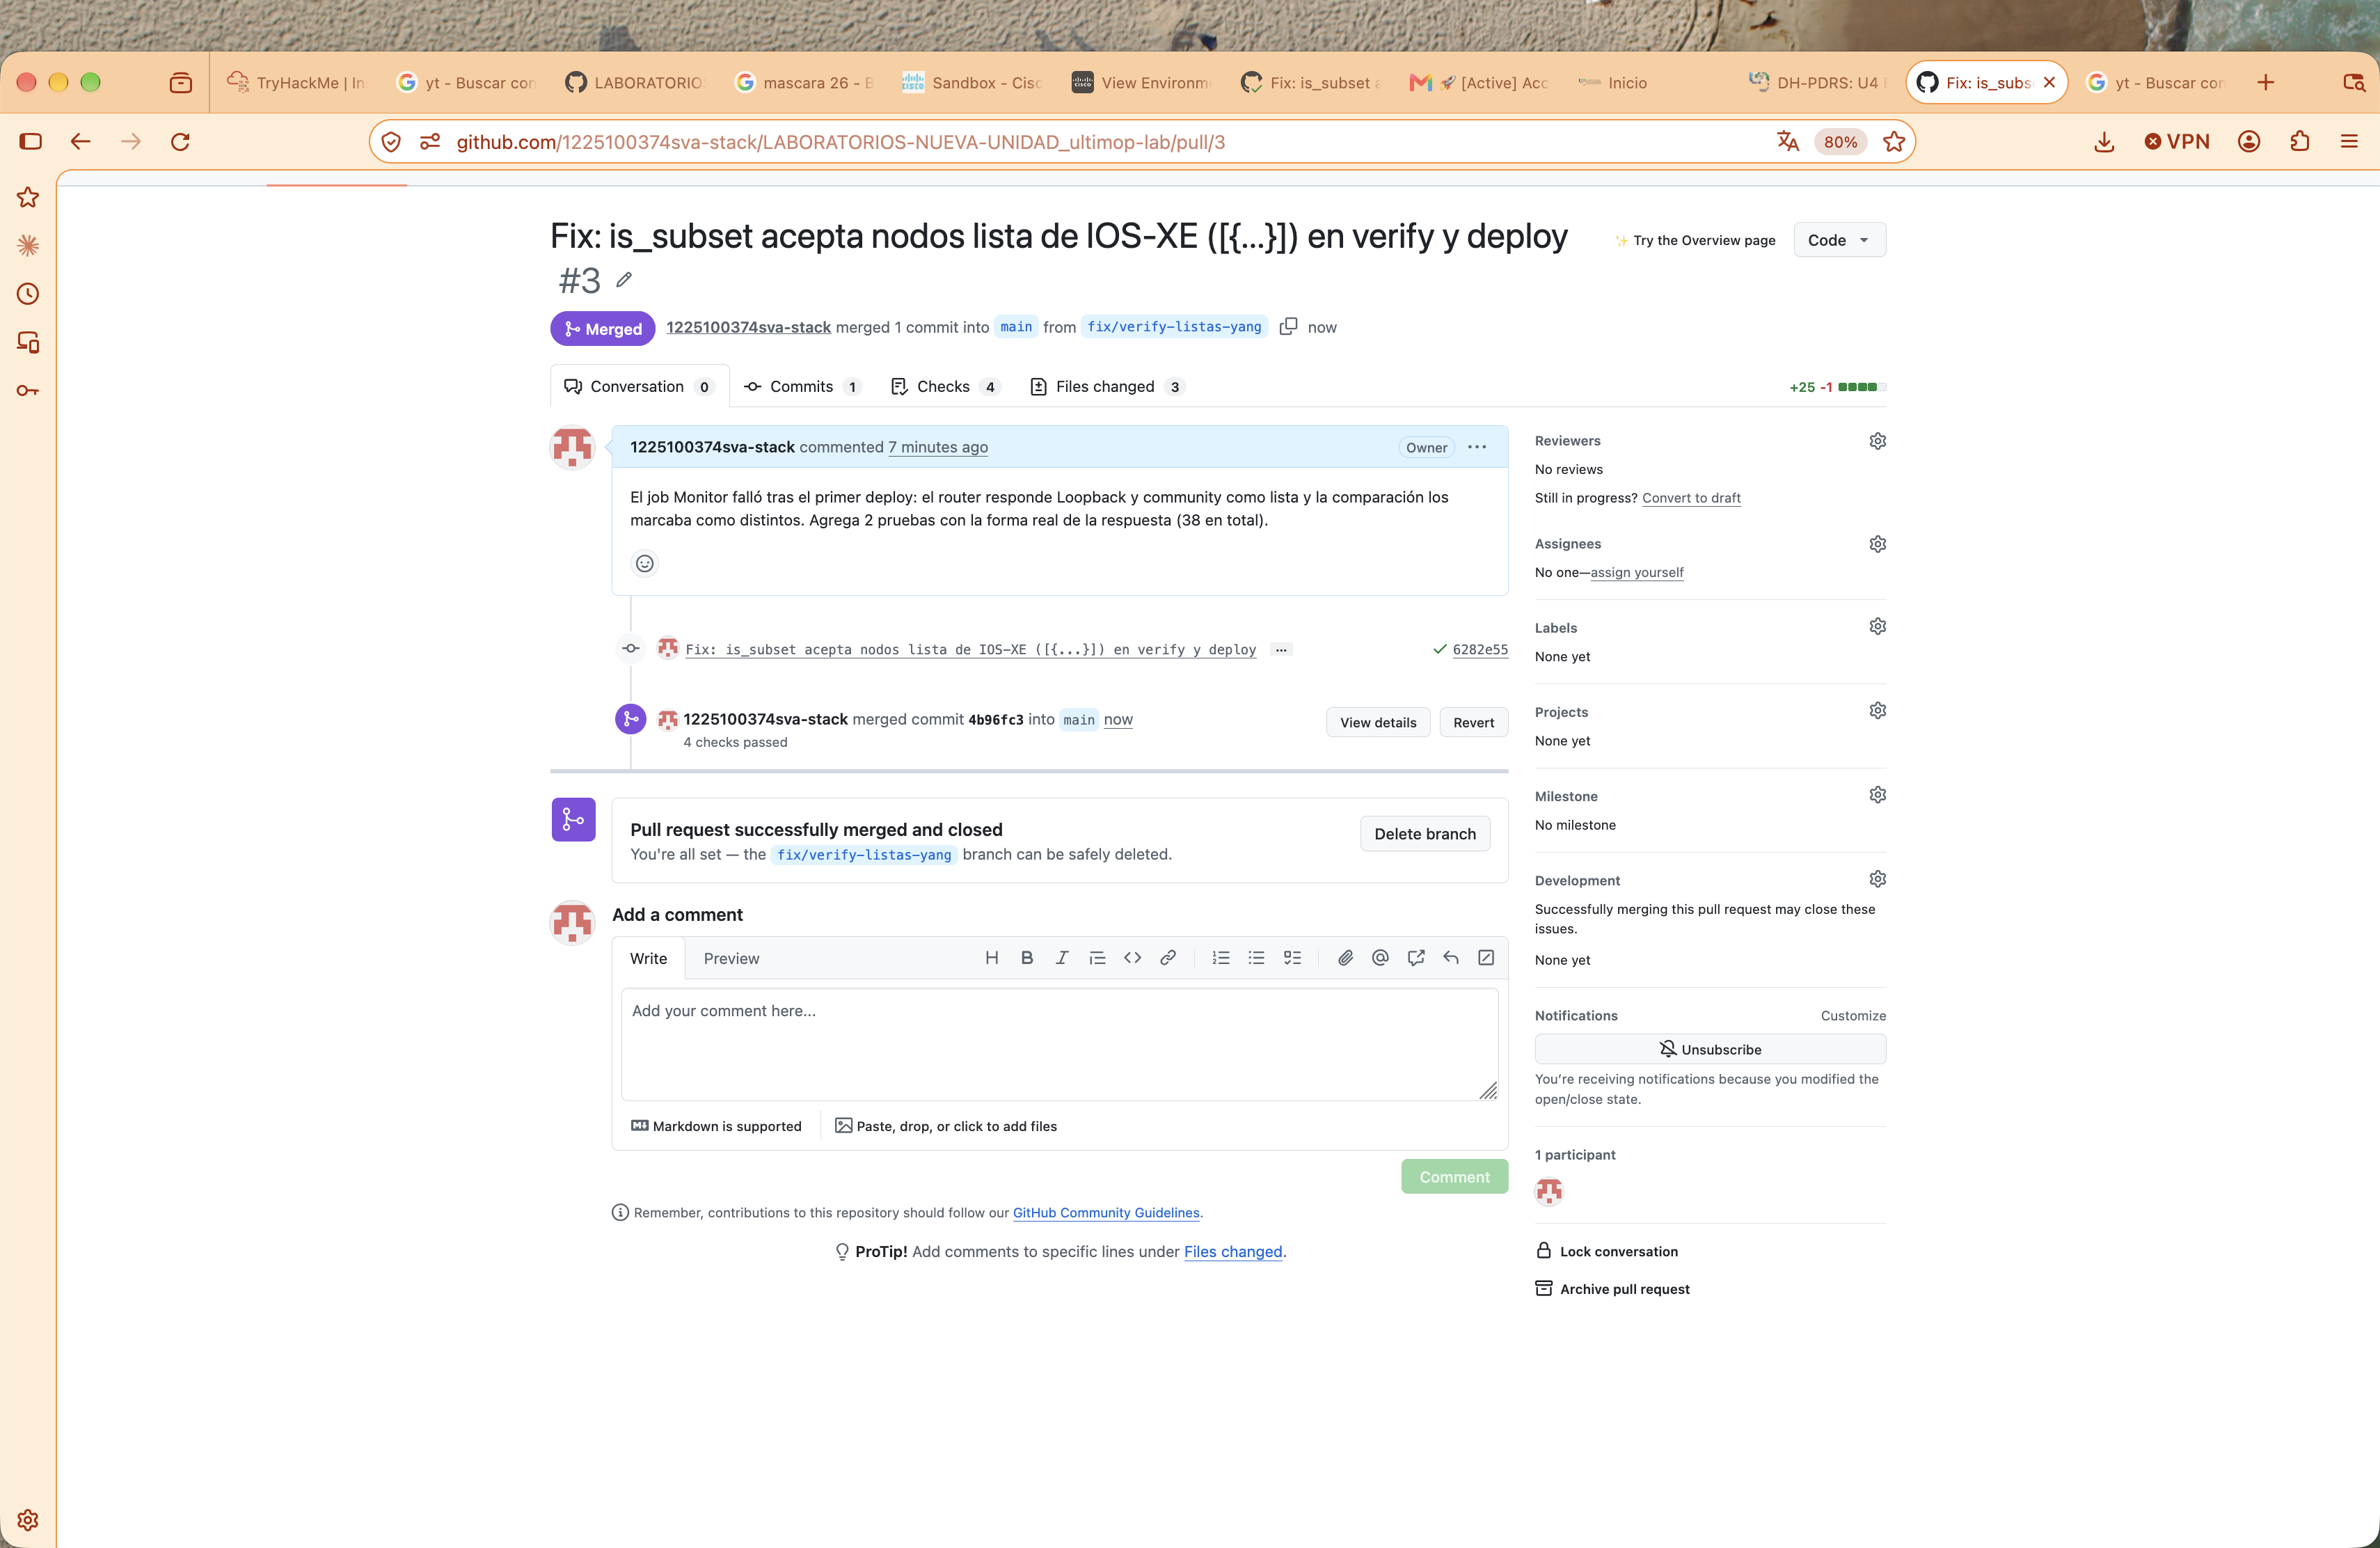 TryHackMe | In
yt - Buscar con
LABORATORIO
mascara 26 - B
Sandbox - Cisc
View Environm
Fix: is_subset a
[Active] Acc
Inicio
DH-PDRS: U4
Fix: is_subs
yt - Buscar con
github.com/1225100374sva-stack/LABORATORIOS-NUEVA-UNIDAD_ultimop-lab/pull/3
80%
VPN
Fix: is_subset acepta nodos lista de IOS-XE ([{...}]) en verify y deploy
#3
Try the Overview page
Code
Merged
1225100374sva-stack merged 1 commit into main from fix/verify-listas-yang now
Conversation 0
Commits 1
Checks 4
Files changed 3
+25 -1
1225100374sva-stack commented 7 minutes ago
Owner
El job Monitor falló tras el primer deploy: el router responde Loopback y community como lista y la comparación los
marcaba como distintos. Agrega 2 pruebas con la forma real de la respuesta (38 en total).
Fix: is_subset acepta nodos lista de IOS-XE ([{...}]) en verify y deploy ...
6282e55
1225100374sva-stack merged commit 4b96fc3 into main now
4 checks passed
View details
Revert
Pull request successfully merged and closed
You're all set — the fix/verify-listas-yang branch can be safely deleted.
Delete branch
Add a comment
Write
Preview
Add your comment here...
Markdown is supported
Paste, drop, or click to add files
Comment
Remember, contributions to this repository should follow our GitHub Community Guidelines.
ProTip! Add comments to specific lines under Files changed.
Reviewers
No reviews
Still in progress? Convert to draft
Assignees
No one—assign yourself
Labels
None yet
Projects
None yet
Milestone
No milestone
Development
Successfully merging this pull request may close these
issues.
None yet
Notifications
Customize
Unsubscribe
You're receiving notifications because you modified the
open/close state.
1 participant
Lock conversation
Archive pull request